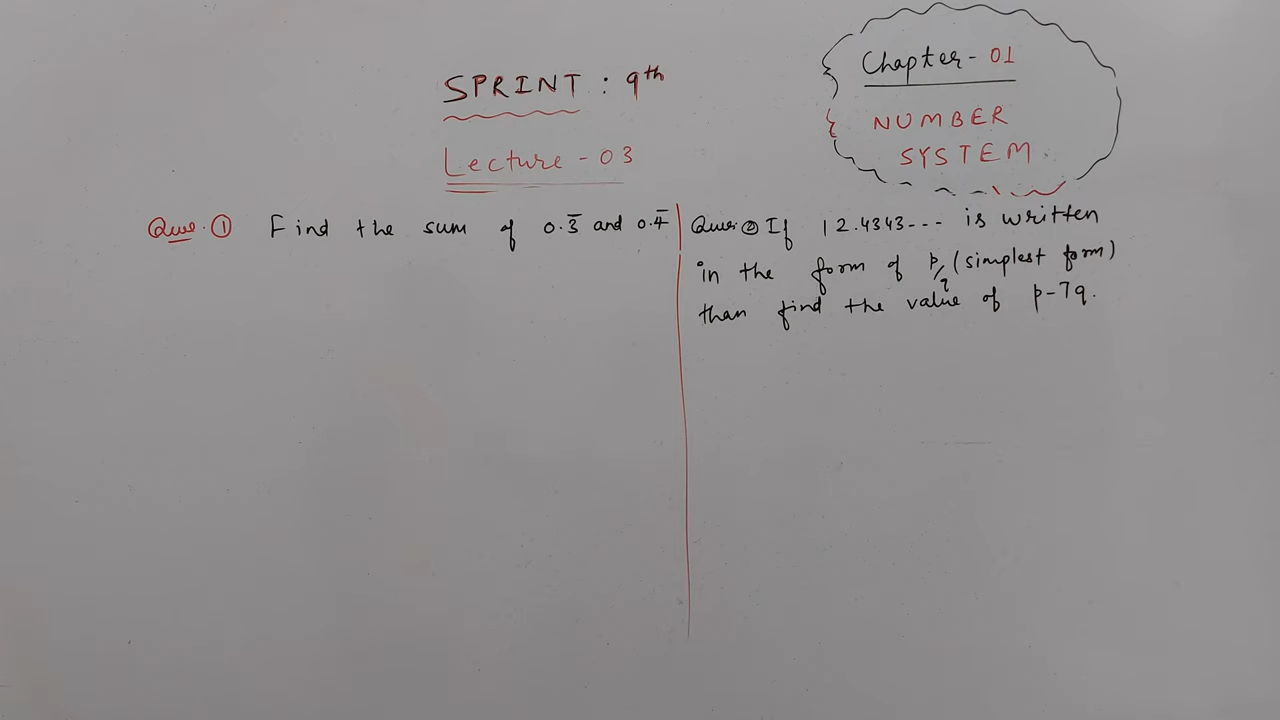 SPRINT : 9th
Lecture - 03
Chapter - 01
NUMBER
SYSTEM
Que. ① Find the sum of 0.3̅ and 0.4̅
Que. ② If 12.4343... is written
in the form of p/q (simplest form)
than find the value of p-7q.